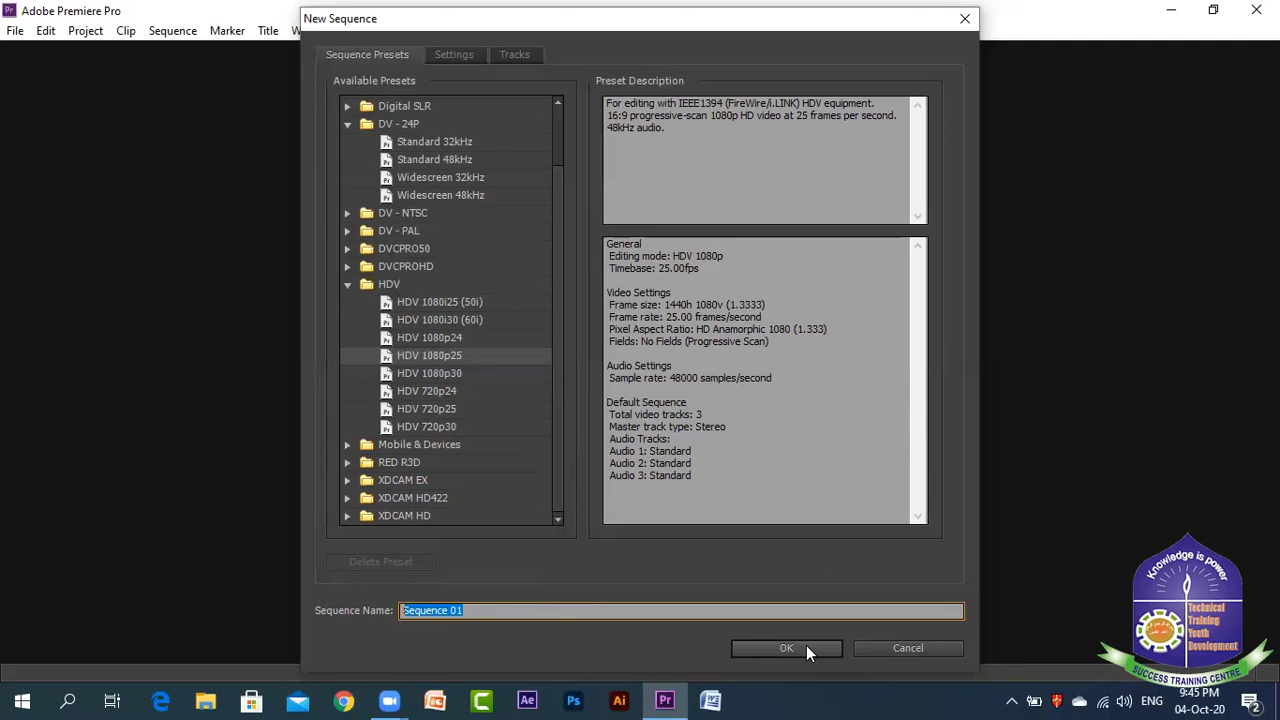 Adobe Premiere Pro
File Edit Project Clip Sequence Marker Title
New Sequence
Sequence Presets Settings Tracks
Available Presets
Digital SLR
DV - 24P
Standard 32kHz
Standard 48kHz
Widescreen 32kHz
Widescreen 48kHz
DV - NTSC
DV - PAL
DVCPRO50
DVCPROHD
HDV
HDV 1080i25 (50i)
HDV 1080i30 (60i)
HDV 1080p24
HDV 1080p25
HDV 1080p30
HDV 720p24
HDV 720p25
HDV 720p30
Mobile & Devices
RED R3D
XDCAM EX
XDCAM HD422
XDCAM HD
Delete Preset
Preset Description
For editing with IEEE1394 (FireWire/i.LINK) HDV equipment.
16:9 progressive-scan 1080p HD video at 25 frames per second.
48kHz audio.
General
Editing mode: HDV 1080p
Timebase: 25.00fps
Video Settings
Frame size: 1440h 1080v (1.3333)
Frame rate: 25.00 frames/second
Pixel Aspect Ratio: HD Anamorphic 1080 (1.333)
Fields: No Fields (Progressive Scan)
Audio Settings
Sample rate: 48000 samples/second
Default Sequence
Total video tracks: 3
Master track type: Stereo
Audio Tracks:
Audio 1: Standard
Audio 2: Standard
Audio 3: Standard
Sequence Name: Sequence 01
OK Cancel
Knowledge is power
Technical
Training
Youth
Development
SUCCESS TRAINING CENTRE
Ae Ps Ai Pr
ENG
9:45 PM
04-Oct-20
2